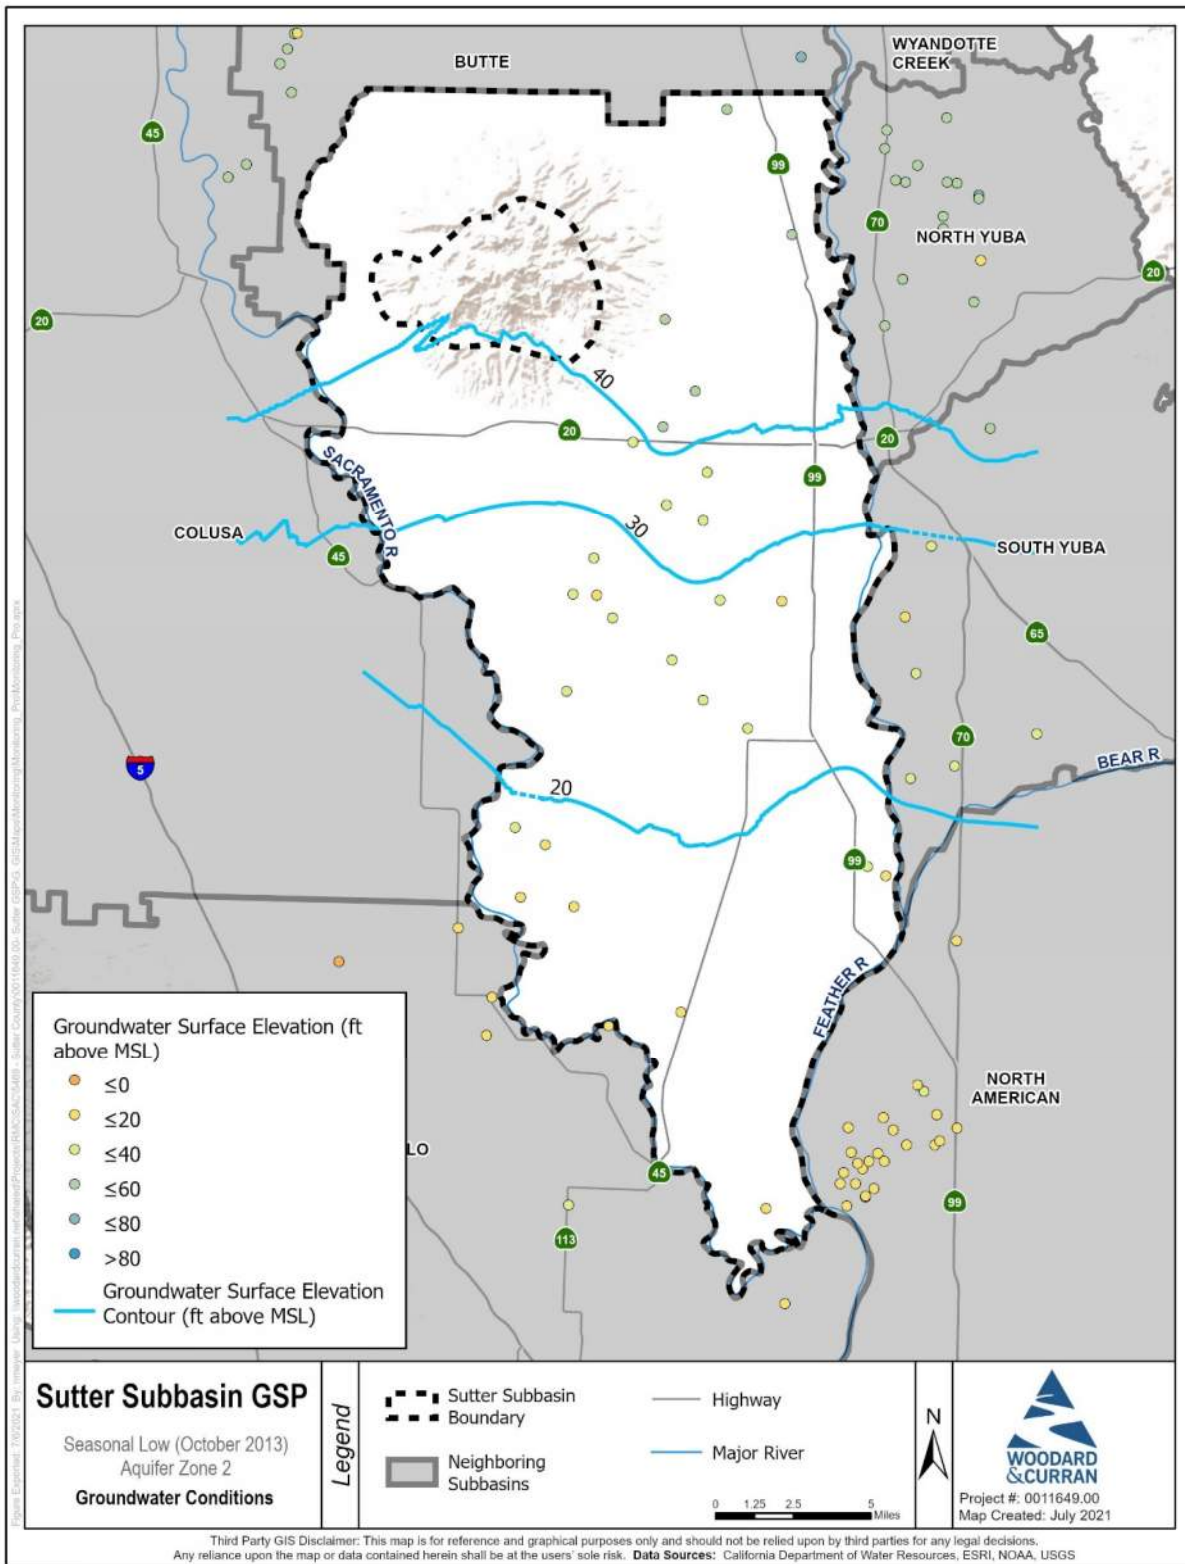 BUTTE
WYANDOTTE
CREEK
45
99
70
NORTH YUBA
20
20
40
20
20
SACRAMENTO R
99
COLUSA
30
45
SOUTH YUBA
65
70
5
BEAR R
20
99
FEATHER R
NORTH
AMERICAN
LO
45
99
113
Groundwater Surface Elevation (ft
above MSL)
≤0
≤20
≤40
≤60
≤80
>80
Groundwater Surface Elevation
Contour (ft above MSL)
Sutter Subbasin GSP
Seasonal Low (October 2013)
Aquifer Zone 2
Groundwater Conditions
Legend
Sutter Subbasin
Boundary
Neighboring
Subbasins
Highway
Major River
0 1.25 2.5 5
Miles
N
WOODARD
&CURRAN
Project #: 0011649.00
Map Created: July 2021
Third Party GIS Disclaimer: This map is for reference and graphical purposes only and should not be relied upon by third parties for any legal decisions.
Any reliance upon the map or data contained herein shall be at the users' sole risk. Data Sources: California Department of Water Resources, ESRI, NOAA, USGS